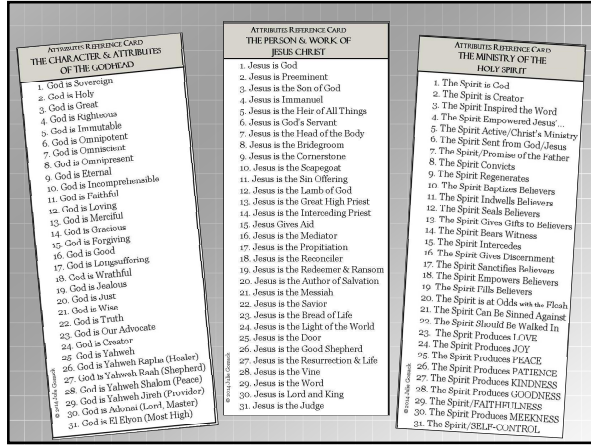 ATTRIBUTES REFERENCE CARD
THE CHARACTER & ATTRIBUTES
OF THE GODHEAD
1. God is Sovereign
2. God is Holy
3. God is Great
4. God is Righteous
5. God is Immutable
6. God is Omnipotent
7. God is Omniscient
8. God is Omnipresent
9. God is Eternal
10. God is Incomprehensible
11. God is Faithful
12. God is Loving
13. God is Merciful
14. God is Gracious
15. God is Forgiving
16. God is Good
17. God is Longsuffering
18. God is Wrathful
19. God is Jealous
20. God is Just
21. God is Wise
22. God is Truth
23. God is Our Advocate
24. God is Creator
25. God is Yahweh
26. God is Yahweh Rapha (Healer)
27. God is Yahweh Raah (Shepherd)
28. God is Yahweh Shalom (Peace)
29. God is Yahweh Jireh (Provider)
30. God is Adonai (Lord, Master)
31. God is El Elyon (Most High)
© 2014 Julie Gossack
ATTRIBUTES REFERENCE CARD
THE PERSON & WORK OF
JESUS CHRIST
1. Jesus is God
2. Jesus is Preeminent
3. Jesus is the Son of God
4. Jesus is Immanuel
5. Jesus is the Heir of All Things
6. Jesus is God's Servant
7. Jesus is the Head of the Body
8. Jesus is the Bridegroom
9. Jesus is the Cornerstone
10. Jesus is the Scapegoat
11. Jesus is the Sin Offering
12. Jesus is the Lamb of God
13. Jesus is the Great High Priest
14. Jesus is the Interceding Priest
15. Jesus Gives Aid
16. Jesus is the Mediator
17. Jesus is the Propitiation
18. Jesus is the Reconciler
19. Jesus is the Redeemer & Ransom
20. Jesus is the Author of Salvation
21. Jesus is the Messiah
22. Jesus is the Savior
23. Jesus is the Bread of Life
24. Jesus is the Light of the World
25. Jesus is the Door
26. Jesus is the Good Shepherd
27. Jesus is the Resurrection & Life
28. Jesus is the Vine
29. Jesus is the Word
30. Jesus is Lord and King
31. Jesus is the Judge
© 2014 Julie Gossack
ATTRIBUTES REFERENCE CARD
THE MINISTRY OF THE
HOLY SPIRIT
1. The Spirit is God
2. The Spirit is Creator
3. The Spirit Inspired the Word
4. The Spirit Empowered Jesus'...
5. The Spirit Active/Christ's Ministry
6. The Spirit Sent from God/Jesus
7. The Spirit/Promise of the Father
8. The Spirit Convicts
9. The Spirit Regenerates
10. The Spirit Baptizes Believers
11. The Spirit Indwells Believers
12. The Spirit Seals Believers
13. The Spirit Gives Gifts to Believers
14. The Spirit Bears Witness
15. The Spirit Intercedes
16. The Spirit Gives Discernment
17. The Spirit Sanctifies Believers
18. The Spirit Empowers Believers
19. The Spirit Fills Believers
20. The Spirit is at Odds with the Flesh
21. The Spirit Can Be Sinned Against
22. The Spirit Should Be Walked In
23. The Spirit Produces LOVE
24. The Spirit Produces JOY
25. The Spirit Produces PEACE
26. The Spirit Produces PATIENCE
27. The Spirit Produces KINDNESS
28. The Spirit Produces GOODNESS
29. The Spirit/FAITHFULNESS
30. The Spirit Produces MEEKNESS
31. The Spirit/SELF-CONTROL
© 2014 Julie Gossack